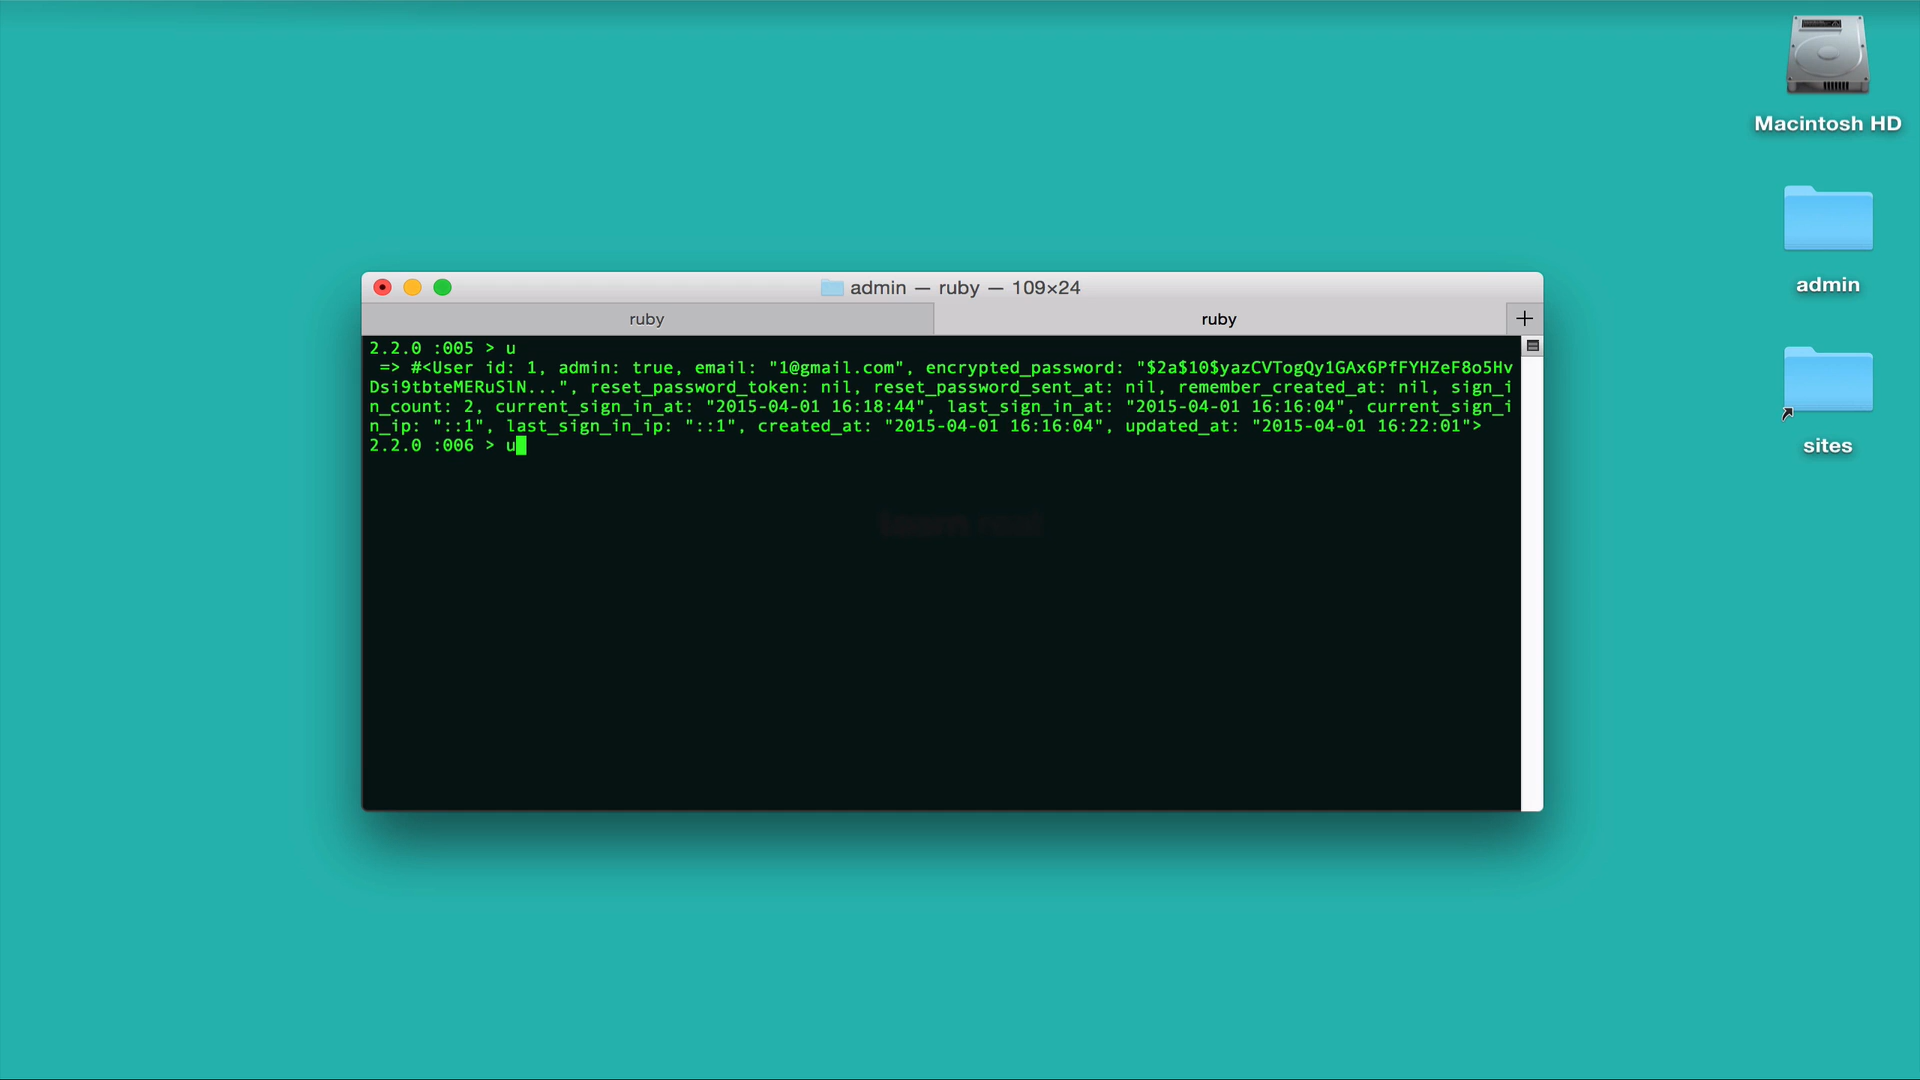 Macintosh HD
admin
sites
admin — ruby — 109×24
ruby
ruby
2.2.0 :005 > u
=> #<User id: 1, admin: true, email: "1@gmail.com", encrypted_password: "$2a$10$yazCVTogQy1GAx6PfFYHZeF8o5Hv
Dsi9tbteMERuSlN...", reset_password_token: nil, reset_password_sent_at: nil, remember_created_at: nil, sign_i
n_count: 2, current_sign_in_at: "2015-04-01 16:18:44", last_sign_in_at: "2015-04-01 16:16:04", current_sign_i
n_ip: "::1", last_sign_in_ip: "::1", created_at: "2015-04-01 16:16:04", updated_at: "2015-04-01 16:22:01">
2.2.0 :006 > u